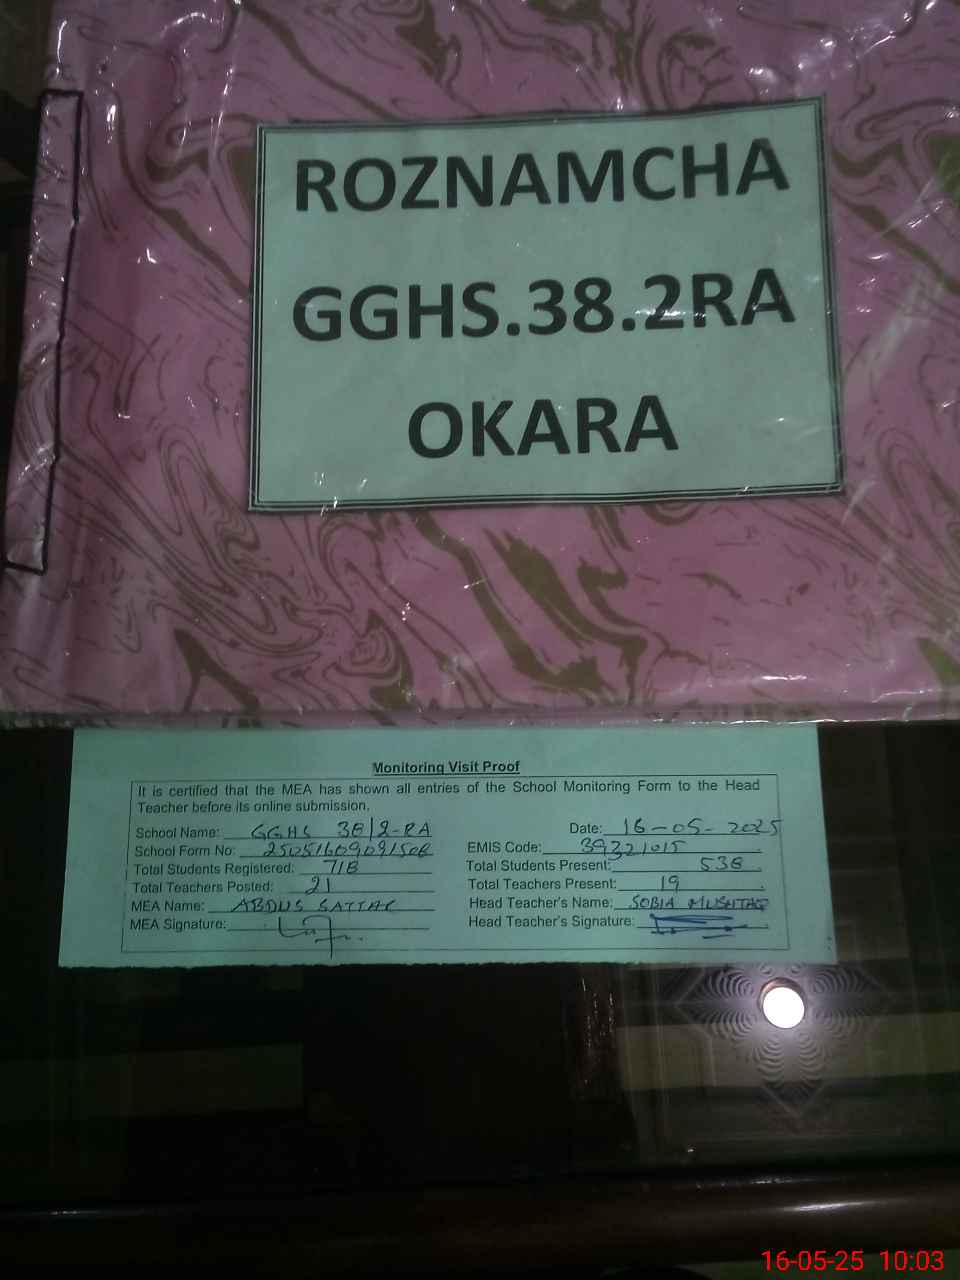 ROZNAMCHA
GGHS.38.2RA
OKARA
Monitoring Visit Proof
It is certified that the MEA has shown all entries of the School Monitoring Form to the Head
Teacher before its online submission.
School Name: GGHS 38/2-RA Date: 16-05-2025
School Form No: EMIS Code: 39321015
Total Students Registered: 718 Total Students Present: 538
Total Teachers Posted: 21 Total Teachers Present: 19
MEA Name: ABDUS SATTAR Head Teacher's Name: SOBIA MUSHTAQ
MEA Signature: Head Teacher's Signature:
16-05-25 10:03